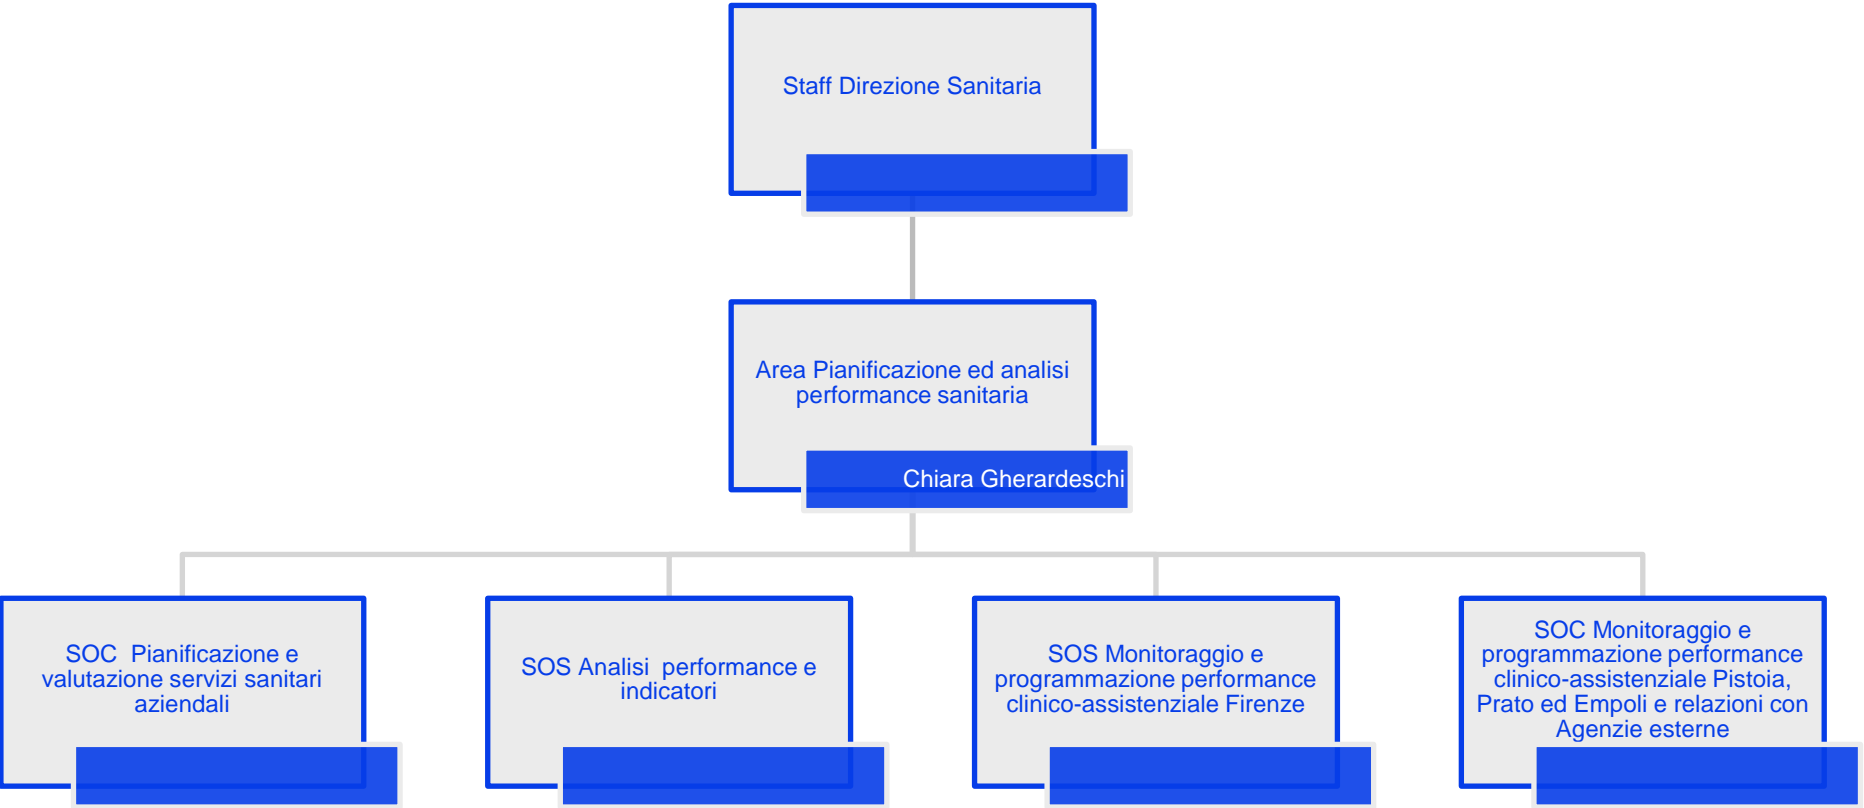 Staff Direzione Sanitaria
Area Pianificazione ed analisi
performance sanitaria
Chiara Gherardeschi
SOC Pianificazione e
valutazione servizi sanitari
aziendali
SOS Analisi performance e
indicatori
SOS Monitoraggio e
programmazione performance
clinico-assistenziale Firenze
SOC Monitoraggio e
programmazione performance
clinico-assistenziale Pistoia,
Prato ed Empoli e relazioni con
Agenzie esterne